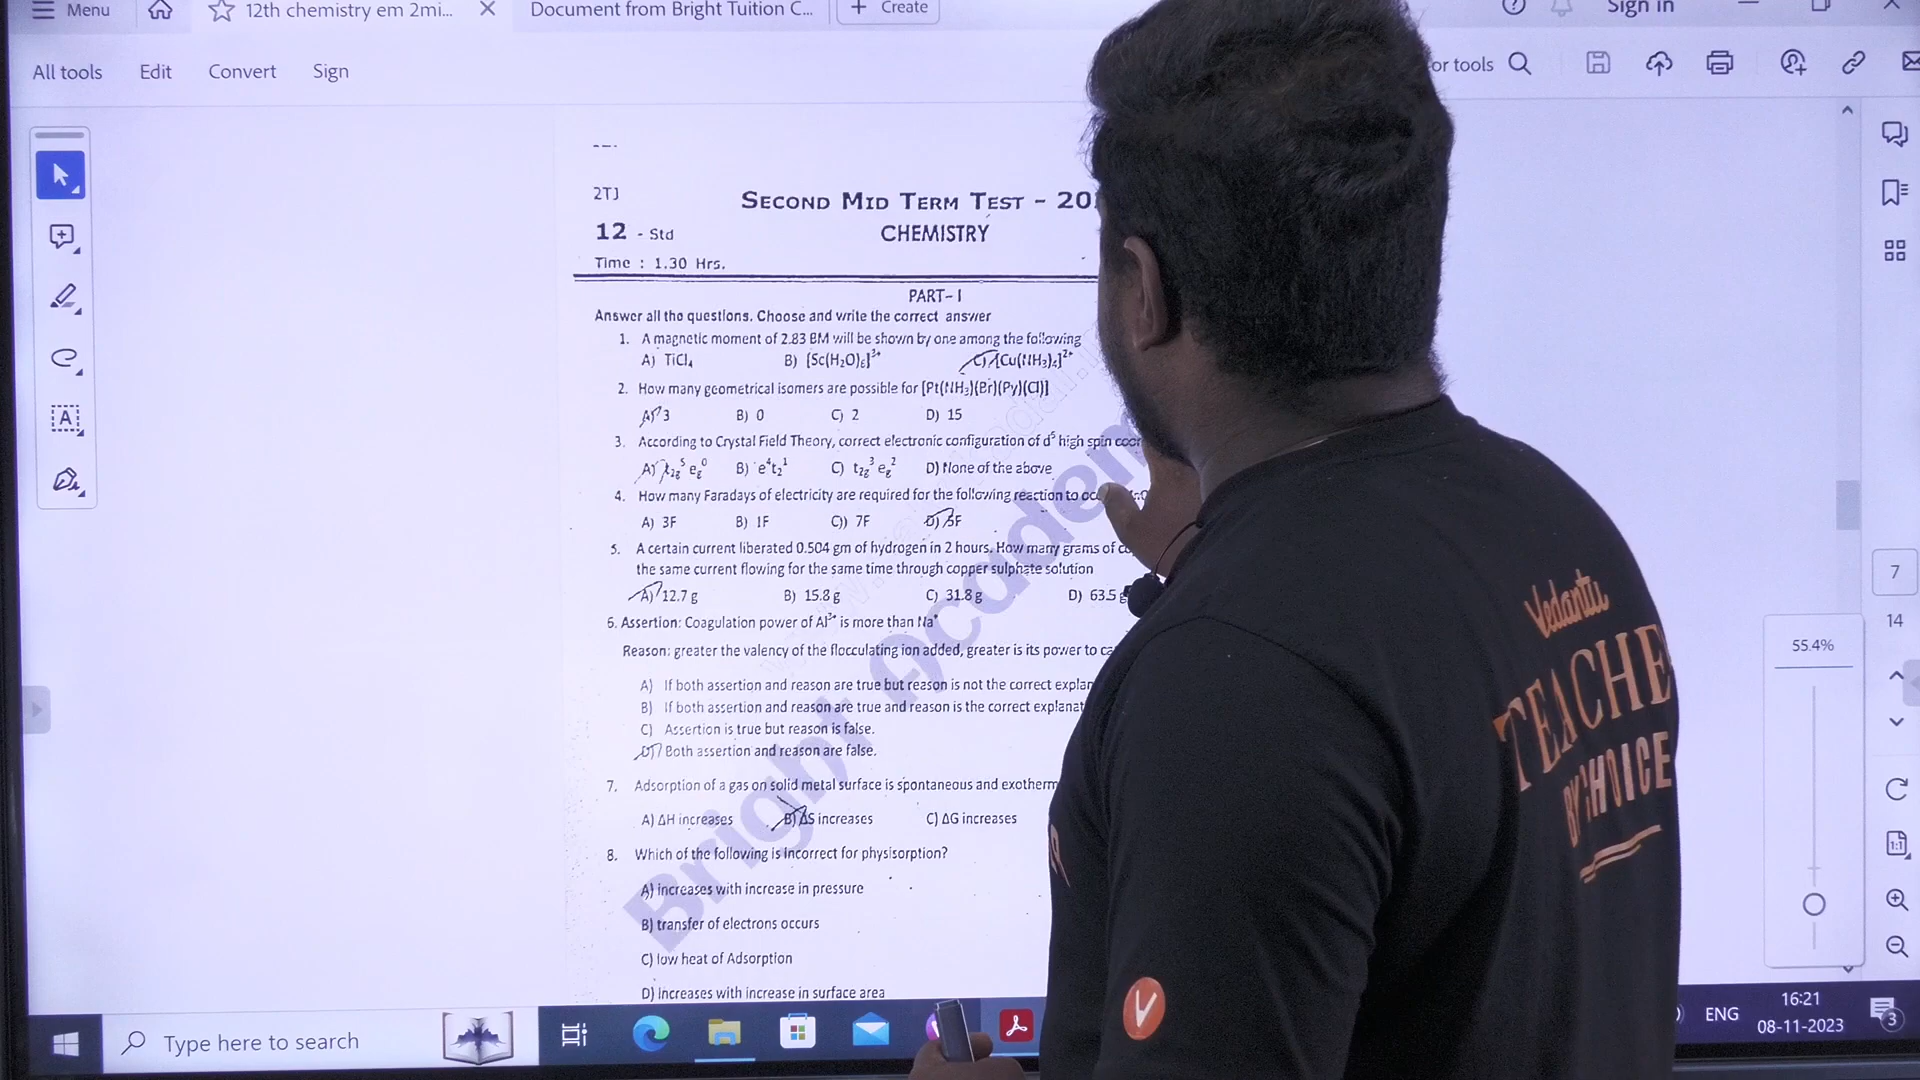 Menu
12th chemistry em 2mi...
Document from Bright Tuition C...
+ Create
Sign in
All tools
Edit
Convert
Sign
or tools
2TJ
SECOND MID TERM TEST - 20
12 - Std
CHEMISTRY
Time : 1.30 Hrs.
PART- I
Answer all the questions. Choose and write the correct answer
1. A magnetic moment of 2.83 BM will be shown by one among the following
A) TiCl₄ B) [Sc(H₂O)₆]³⁺ C) [Cu(NH₃)₄]²⁺
2. How many geometrical isomers are possible for [Pt(NH₃)(Br)(Py)(Cl)]
A) 3 B) 0 C) 2 D) 15
3. According to Crystal Field Theory, correct electronic configuration of d⁵ high spin
A) t₂g⁵ eg⁰ B) e⁴t₂¹ C) t₂g³ eg² D) None of the above
4. How many Faradays of electricity are required for the following reaction to
A) 3F B) 1F C)) 7F D) 5F
5. A certain current liberated 0.504 gm of hydrogen in 2 hours. How many grams of
the same current flowing for the same time through copper sulphate solution
A) 12.7 g B) 15.8 g C) 31.8 g D) 63.5 g
6. Assertion: Coagulation power of Al³⁺ is more than Na⁺
Reason: greater the valency of the flocculating ion added, greater is its power to
A) If both assertion and reason are true but reason is not the correct
B) If both assertion and reason are true and reason is the correct
C) Assertion is true but reason is false.
D) Both assertion and reason are false.
7. Adsorption of a gas on solid metal surface is spontaneous and
A) ΔH increases B) ΔS increases C) ΔG increases
8. Which of the following is incorrect for physisorption?
A) increases with increase in pressure
B) transfer of electrons occurs
C) low heat of Adsorption
D) increases with increase in surface area
Bright Academ
Vedantu
TEACHE
BY CHOICE
V
7
14
55.4%
1:1
Type here to search
ENG
16:21
08-11-2023
3